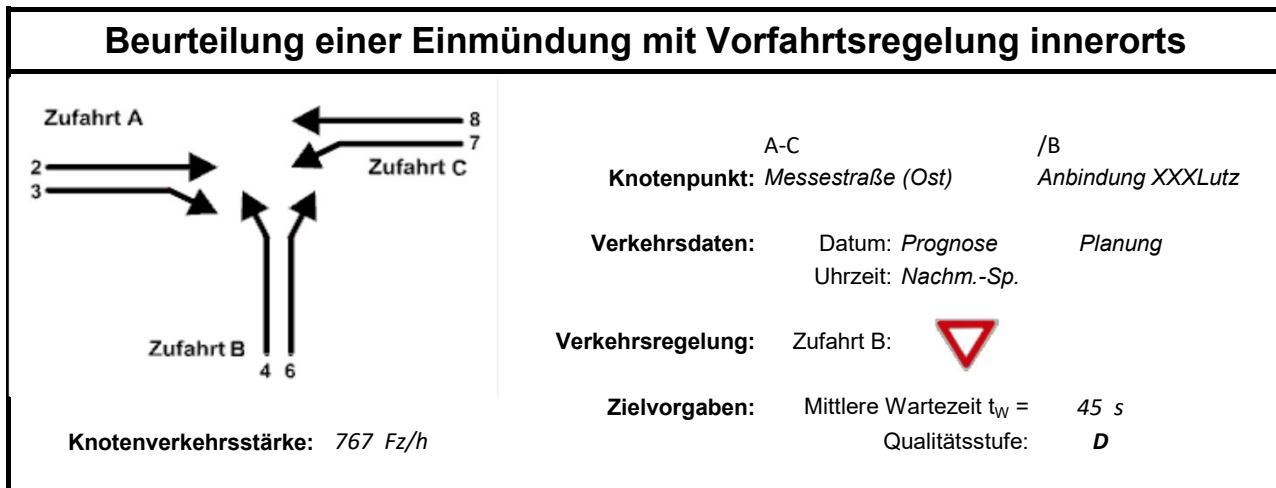 Beurteilung einer Einmündung mit Vorfahrtsregelung innerorts
Zufahrt A
8
7
Zufahrt C
2
3
Zufahrt B
4 6
Knotenverkehrsstärke: 767 Fz/h
A-C /B
Knotenpunkt: Messestraße (Ost) Anbindung XXXLutz
Verkehrsdaten: Datum: Prognose Planung
Uhrzeit: Nachm.-Sp.
Verkehrsregelung: Zufahrt B:
Zielvorgaben: Mittlere Wartezeit tW = 45 s
Qualitätsstufe: D